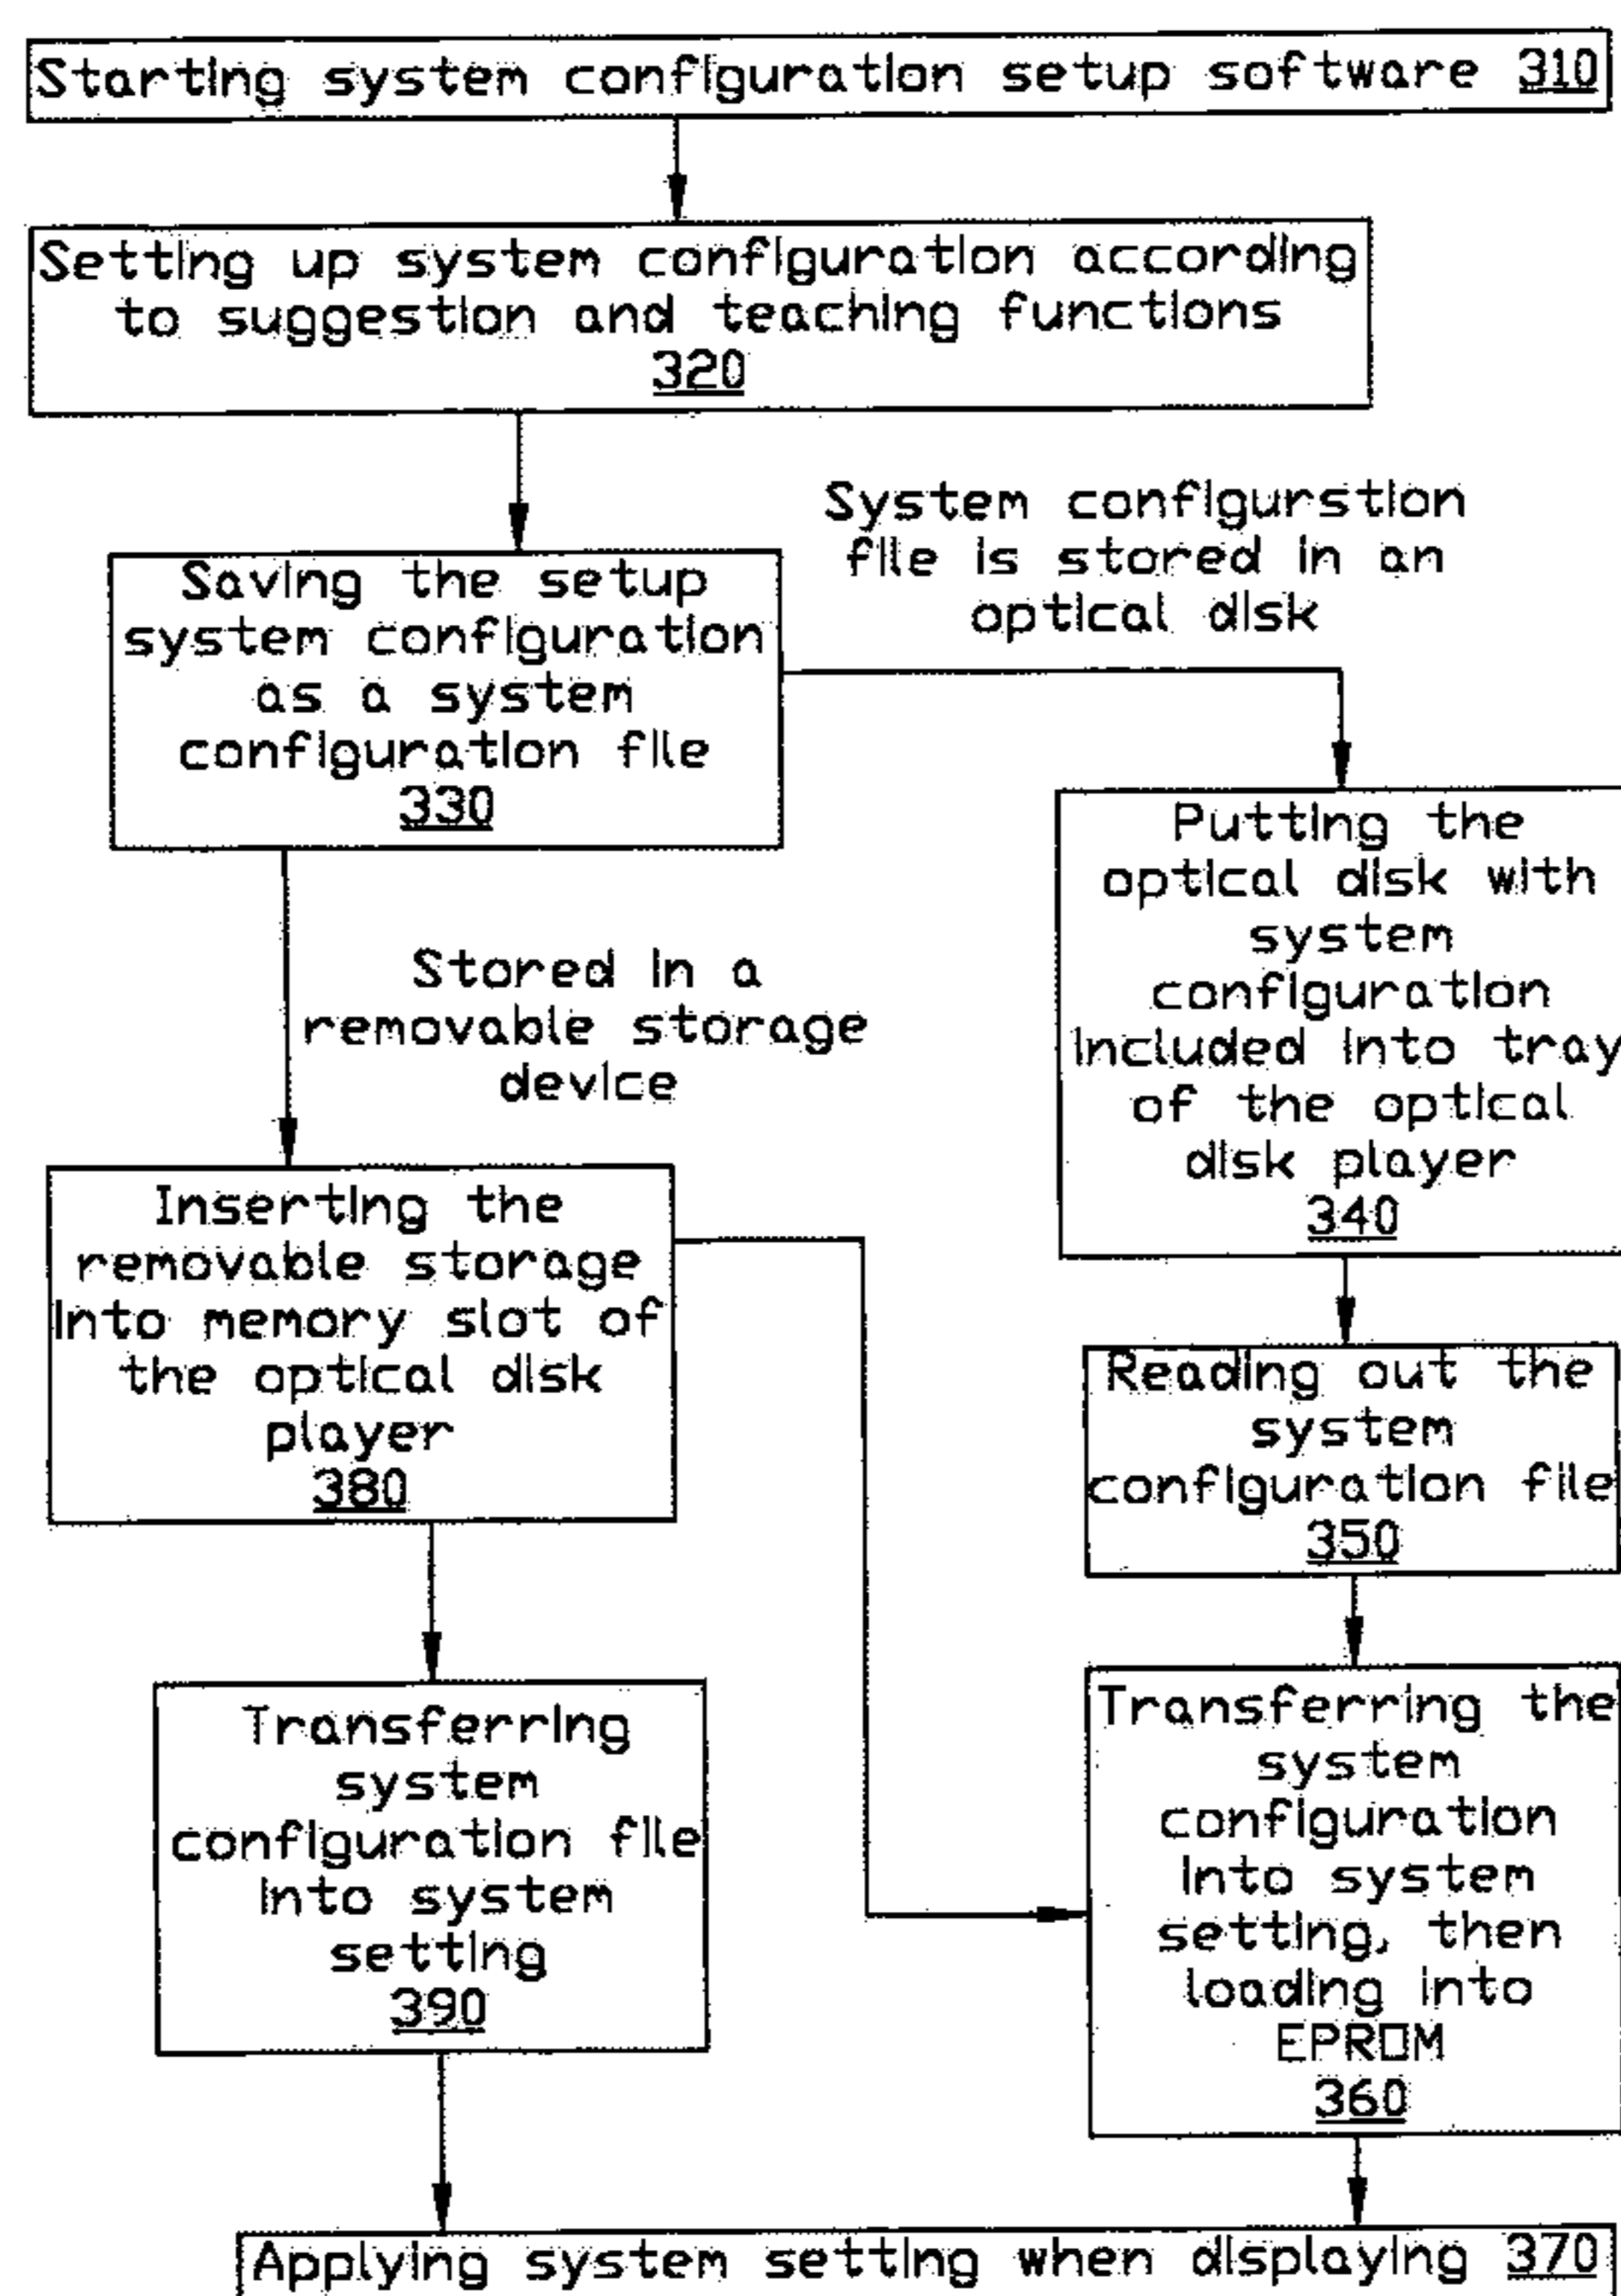 Starting system configuration setup software 310
Setting up system configuration according
to suggestion and teaching functions
320
System configurstion
file is stored in an
optical disk
Saving the setup
system configuration
as a system
configuration file
330
Putting the
optical disk with
system
configuration
included into tray
of the optical
disk player
340
Stored in a
removable storage
device
Inserting the
removable storage
into memory slot of
the optical disk
player
380
Reading out the
system
configuration file
350
Transferring
system
configuration file
into system
setting
390
Transferring the
system
configuration
into system
setting, then
loading into
EPROM
360
Applying system setting when displaying 370